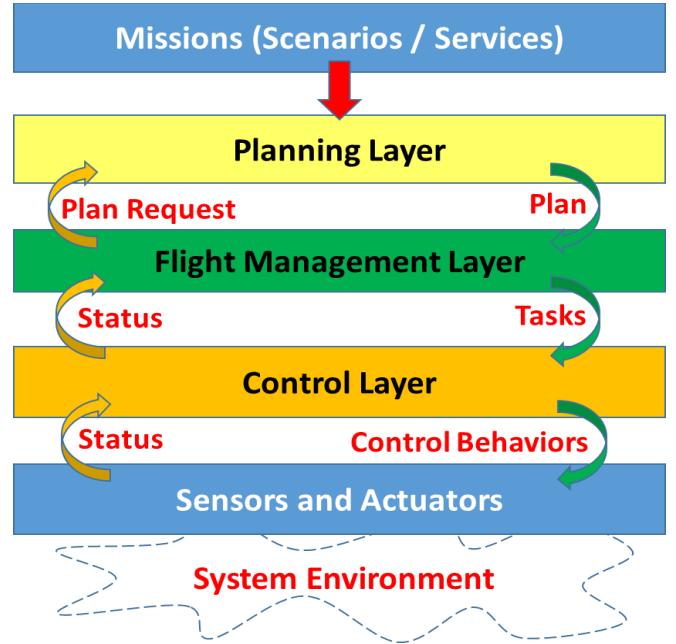 Missions (Scenarios / Services)
Planning Layer
Plan Request
Plan
Flight Management Layer
Status
Tasks
Control Layer
Status
Control Behaviors
Sensors and Actuators
System Environment